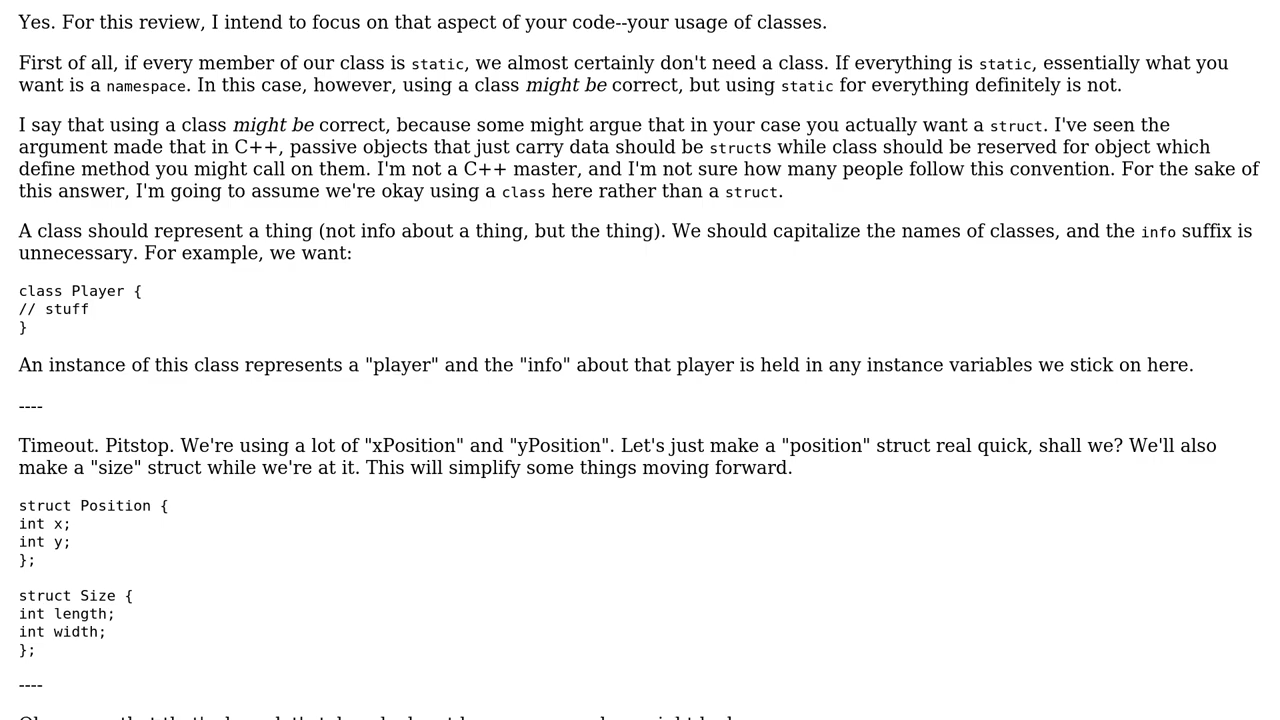 Yes. For this review, I intend to focus on that aspect of your code--your usage of classes.
First of all, if every member of our class is static, we almost certainly don't need a class. If everything is static, essentially what you
want is a namespace. In this case, however, using a class might be correct, but using static for everything definitely is not.
I say that using a class might be correct, because some might argue that in your case you actually want a struct. I've seen the
argument made that in C++, passive objects that just carry data should be structs while class should be reserved for object which
define method you might call on them. I'm not a C++ master, and I'm not sure how many people follow this convention. For the sake of
this answer, I'm going to assume we're okay using a class here rather than a struct.
A class should represent a thing (not info about a thing, but the thing). We should capitalize the names of classes, and the info suffix is
unnecessary. For example, we want:
class Player {
// stuff
}
An instance of this class represents a "player" and the "info" about that player is held in any instance variables we stick on here.
----
Timeout. Pitstop. We're using a lot of "xPosition" and "yPosition". Let's just make a "position" struct real quick, shall we? We'll also
make a "size" struct while we're at it. This will simplify some things moving forward.
struct Position {
int x;
int y;
};
struct Size {
int length;
int width;
};
----